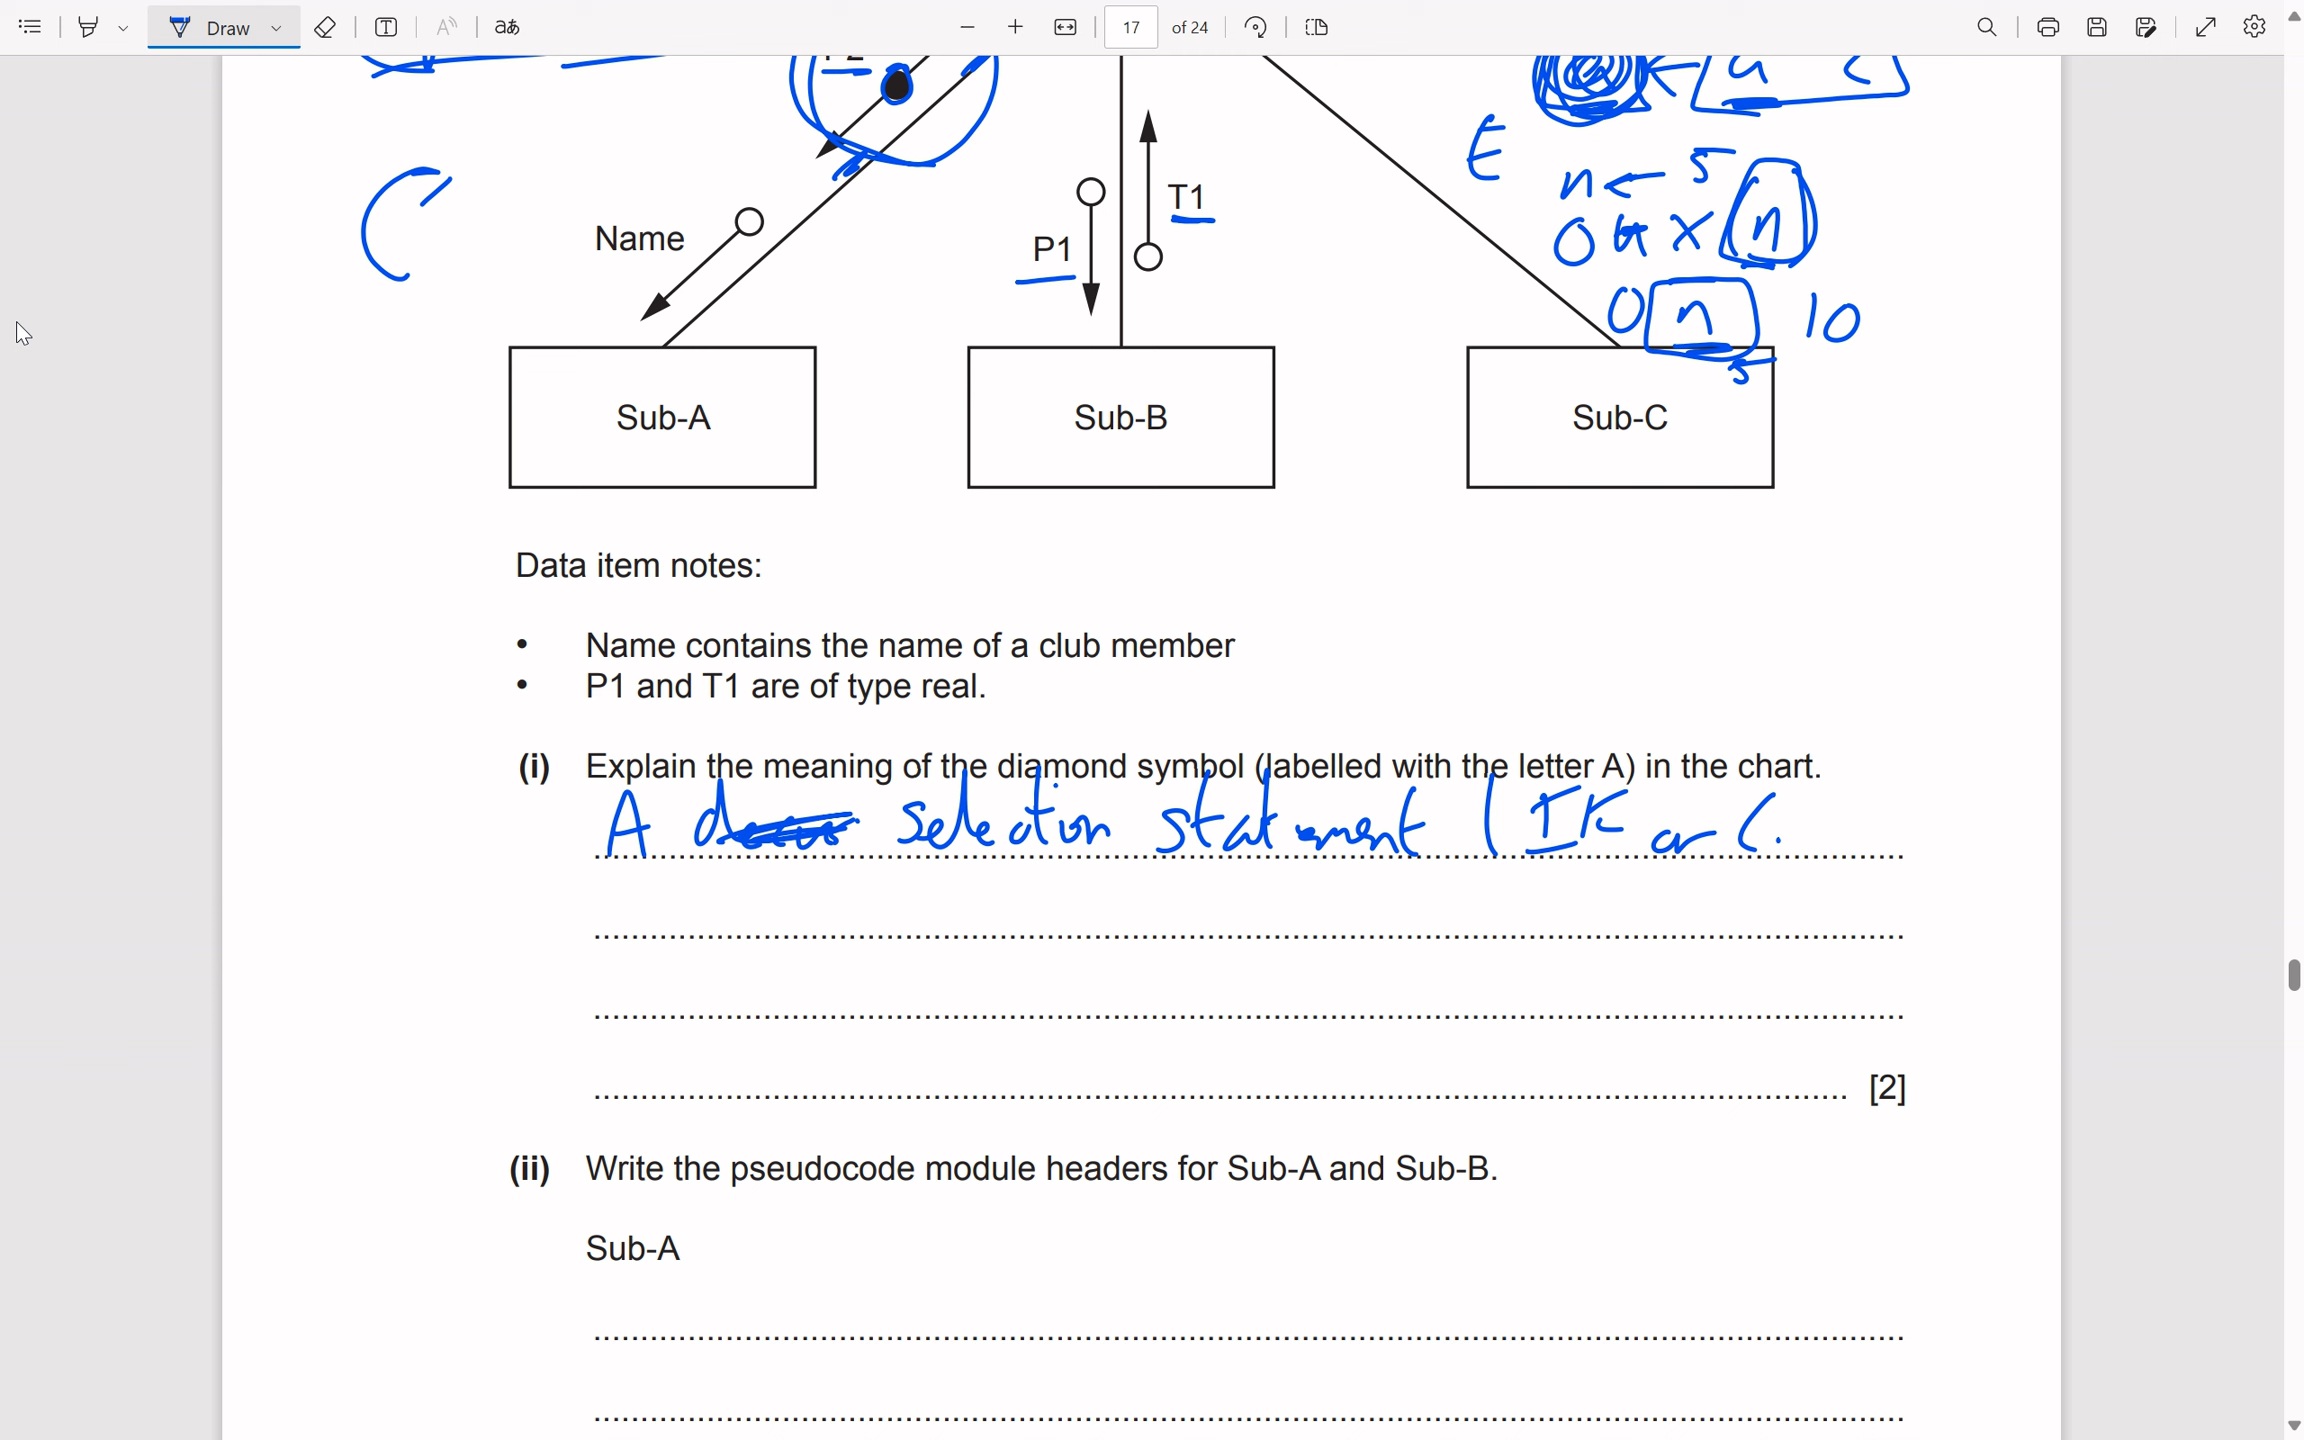 Draw
17 of 24
aあ
E
n ← 5
T1
n
Name
P1
0 n 10
5
Sub-A Sub-B Sub-C
Data item notes:
• Name contains the name of a club member
• P1 and T1 are of type real.
(i) Explain the meaning of the diamond symbol (labelled with the letter A) in the chart.
A selection statement ( IF or C.
[2]
(ii) Write the pseudocode module headers for Sub-A and Sub-B.
Sub-A